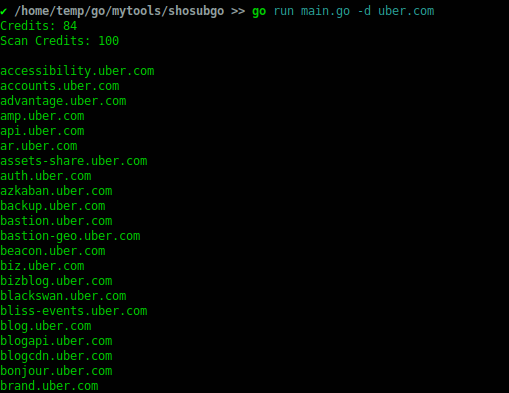 ✔ /home/temp/go/mytools/shosubgo >> go run main.go -d uber.com
Credits: 84
Scan Credits: 100
accessibility.uber.com
accounts.uber.com
advantage.uber.com
amp.uber.com
api.uber.com
ar.uber.com
assets-share.uber.com
auth.uber.com
azkaban.uber.com
backup.uber.com
bastion.uber.com
bastion-geo.uber.com
beacon.uber.com
biz.uber.com
bizblog.uber.com
blackswan.uber.com
bliss-events.uber.com
blog.uber.com
blogapi.uber.com
blogcdn.uber.com
bonjour.uber.com
brand.uber.com